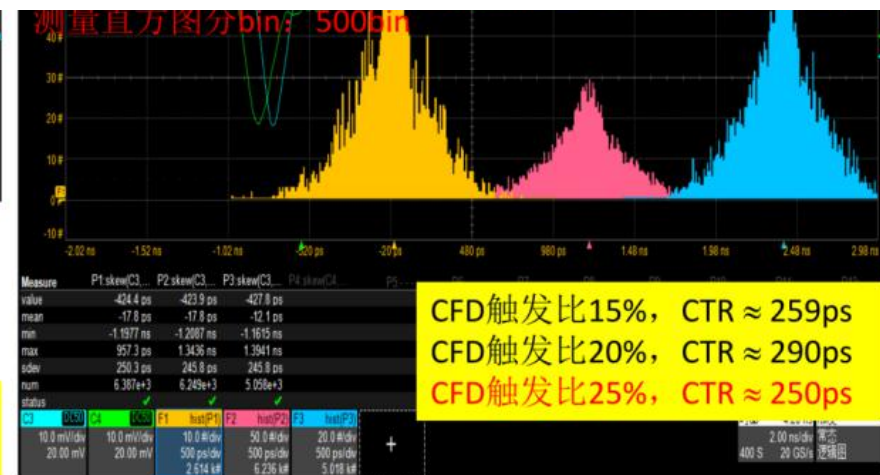 测量直方图分bin：500bin
40 #
30 #
20 #
10 #
0 #
-10 #
-2.02 ns -1.52 ns -1.02 ns -520 ps -20 ps 480 ps 980 ps 1.48 ns 1.98 ns 2.48 ns 2.98 ns
Measure P1:skew(C3,... P2:skew(C3,... P3:skew(C3,... P4:skew(C4...
value -424.4 ps -423.9 ps -427.8 ps
mean -17.8 ps -17.8 ps -12.1 ps
min -1.1977 ns -1.2087 ns -1.1615 ns
max 957.3 ps 1.3436 ns 1.3941 ns
sdev 250.3 ps 245.8 ps 245.8 ps
num 6.387e+3 6.249e+3 5.058e+3
status
CFD触发比15%，CTR ≈ 259ps
CFD触发比20%，CTR ≈ 290ps
CFD触发比25%，CTR ≈ 250ps
C3 DC50 C4 DC50 F1 hist(P1) F2 hist(P2) F3 hist(P3)
10.0 mV/div 10.0 mV/div 10.0 #/div 50.0 #/div 20.0 #/div
20.00 mV 20.00 mV 500 ps/div 500 ps/div 500 ps/div
2.614 k# 6.236 k# 5.018 k#
+
2.00 ns/div 常态
400 S 20 GS/s 逻辑图